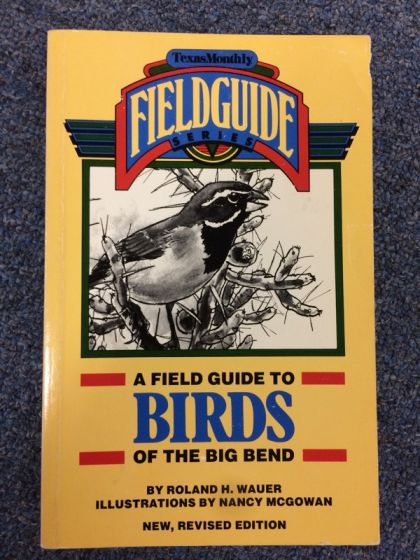 TexasMonthly
FIELDGUIDE
SERIES
A FIELD GUIDE TO
BIRDS
OF THE BIG BEND
BY ROLAND H. WAUER
ILLUSTRATIONS BY NANCY MCGOWAN
NEW, REVISED EDITION